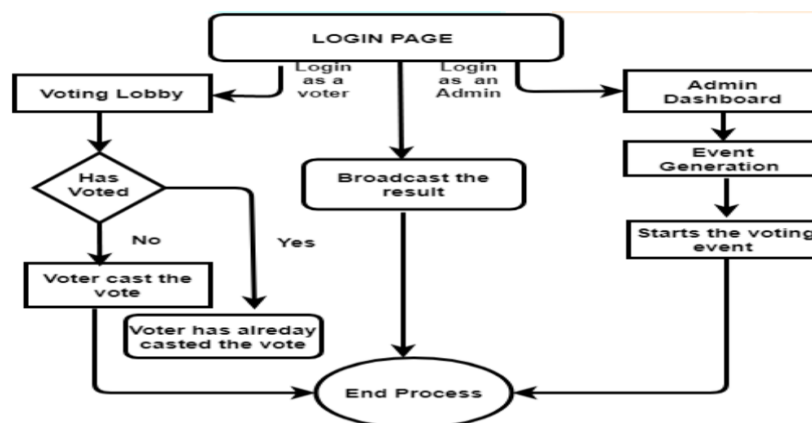 LOGIN PAGE
Login
as a
voter
Login
as an
Admin
Voting Lobby
Admin
Dashboard
Has
Voted
Broadcast the
result
Event
Generation
No
Yes
Starts the voting
event
Voter cast the
vote
Voter has alreday
casted the vote
End Process